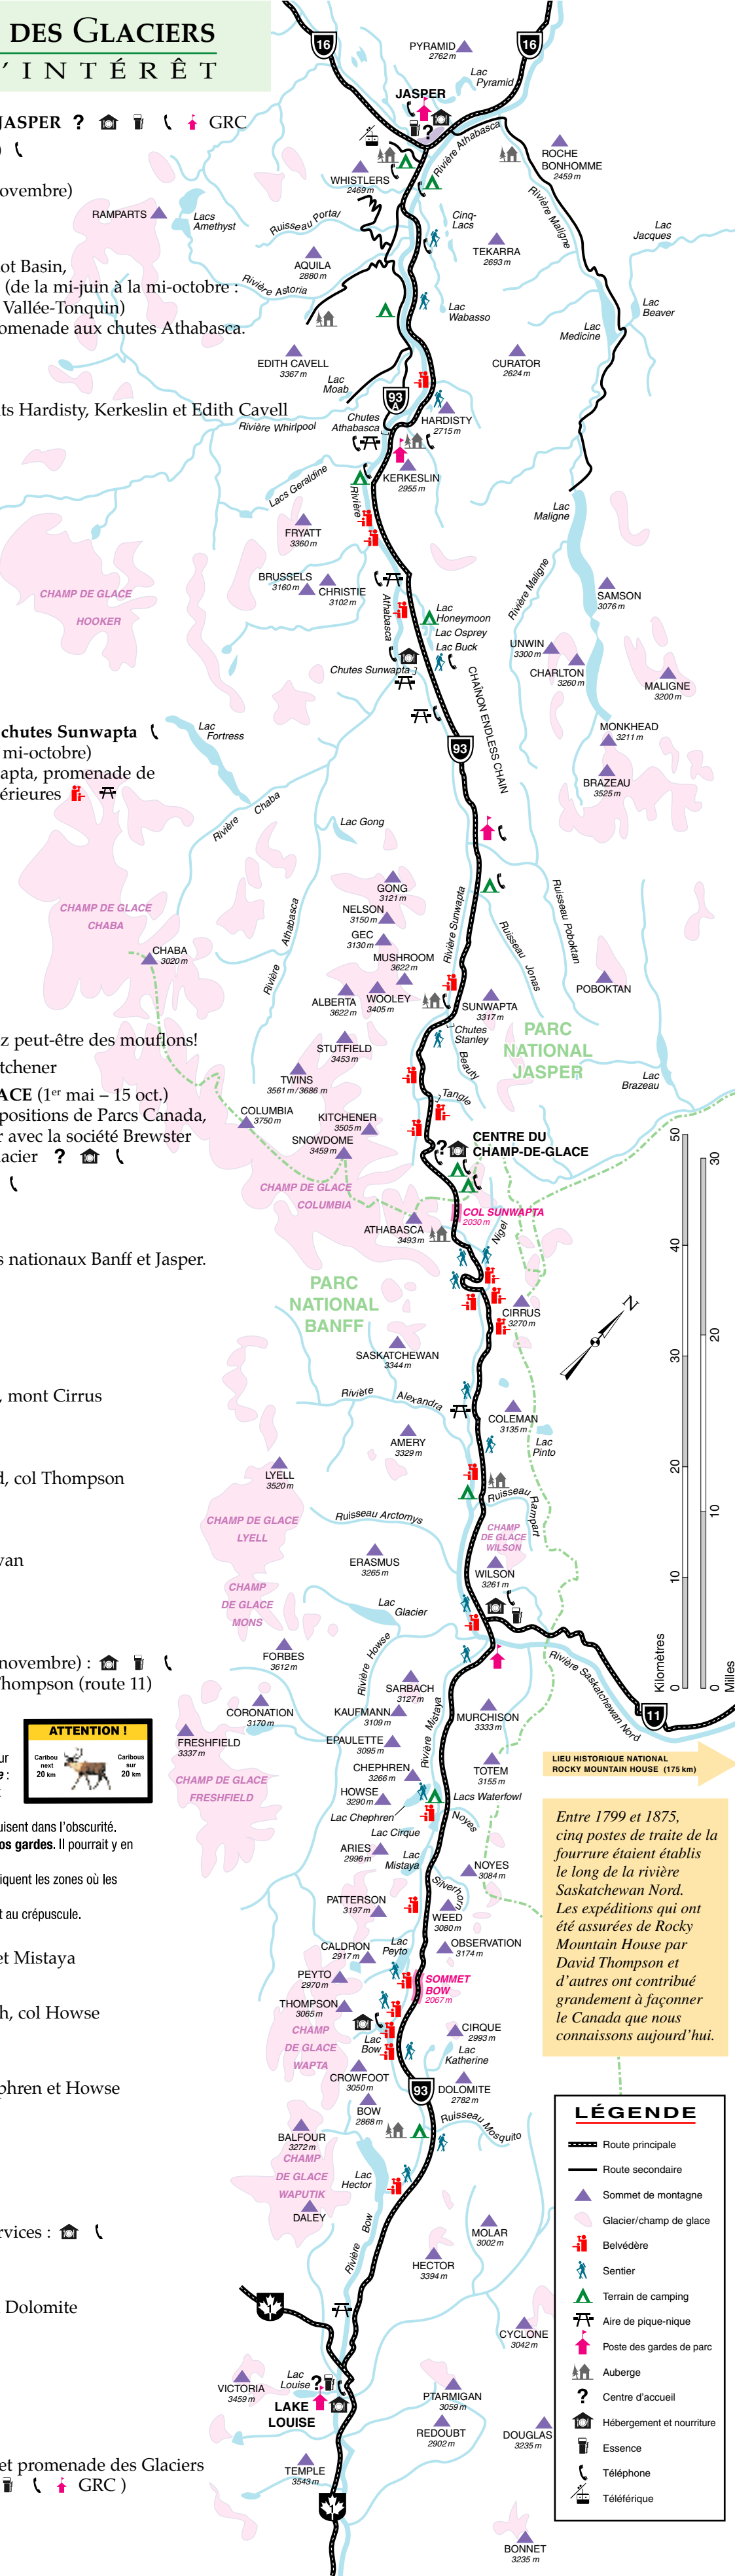 DES GLACIERS
'INTÉRÊT
JASPER ? GRC
ovembre)
ot Basin,
(de la mi-juin à la mi-octobre :
Vallée-Tonquin)
omenade aux chutes Athabasca.
ts Hardisty, Kerkeslin et Edith Cavell
chutes Sunwapta
mi-octobre)
apta, promenade de
érieures
z peut-être des mouflons!
tchener
ACE (1er mai – 15 oct.)
positions de Parcs Canada,
r avec la société Brewster
lacier ?
s nationaux Banff et Jasper.
, mont Cirrus
d, col Thompson
van
novembre) :
Thompson (route 11)
ATTENTION !
Caribou
next
20 km
Caribous
sur
20 km
ur
e :
uisent dans l'obscurité.
os gardes. Il pourrait y en
iquent les zones où les
t au crépuscule.
et Mistaya
h, col Howse
phren et Howse
rvices :
Dolomite
et promenade des Glaciers
GRC )
16
16
PYRAMID
2762 m
Lac
Pyramid
JASPER
?
Rivière Athabasca
WHISTLERS
2469 m
ROCHE
BONHOMME
2459 m
Rivière Maligne
RAMPARTS
Lacs
Amethyst
Ruisseau Portal
Cinq-
Lacs
Lac
Jacques
TEKARRA
2693 m
AQUILA
2880 m
Rivière Astoria
Lac
Wabasso
Lac
Beaver
Lac
Medicine
EDITH CAVELL
3367 m
CURATOR
2624 m
Lac
Moab
93
A
Chutes
Athabasca
HARDISTY
2715 m
Rivière Whirlpool
KERKESLIN
2955 m
Lacs Geraldine
Rivière
Lac
Maligne
FRYATT
3360 m
BRUSSELS
3160 m
CHRISTIE
3102 m
Athabasca
Rivière Maligne
CHAMP DE GLACE
HOOKER
SAMSON
3076 m
Lac
Honeymoon
Lac Osprey
Lac Buck
UNWIN
3300 m
CHARLTON
3260 m
MALIGNE
3200 m
Chutes Sunwapta
CHAÎNON ENDLESS CHAIN
Lac
Fortress
MONKHEAD
3211 m
93
BRAZEAU
3525 m
Rivière Chaba
Lac Gong
GONG
3121 m
NELSON
3150 m
GEC
3130 m
MUSHROOM
3622 m
Rivière Athabasca
Rivière Sunwapta
Ruisseau Jonas
Ruisseau Poboktan
CHAMP DE GLACE
CHABA
CHABA
3020 m
ALBERTA
3622 m
WOOLEY
3405 m
SUNWAPTA
3317 m
POBOKTAN
Chutes
Stanley
PARC
NATIONAL
JASPER
STUTFIELD
3453 m
Beauty
TWINS
3561 m / 3686 m
Lac
Brazeau
Tangle
COLUMBIA
3750 m
KITCHENER
3505 m
SNOWDOME
3459 m
?
CENTRE DU
CHAMP-DE-GLACE
CHAMP DE GLACE
COLUMBIA
COL SUNWAPTA
2030 m
ATHABASCA
3493 m
Nigel
PARC
NATIONAL
BANFF
CIRRUS
3270 m
N
SASKATCHEWAN
3344 m
Rivière Alexandra
COLEMAN
3135 m
AMERY
3329 m
Lac
Pinto
LYELL
3520 m
Ruisseau Rampart
CHAMP DE GLACE
LYELL
Ruisseau Arctomys
CHAMP
DE GLACE
WILSON
ERASMUS
3265 m
WILSON
3261 m
CHAMP
DE GLACE
MONS
Lac
Glacier
FORBES
3612 m
Rivière Howse
Rivière Saskatchewan Nord
50
40
30
20
10
0
Kilomètres
30
20
10
0
Milles
11
SARBACH
3127 m
CORONATION
3170 m
KAUFMANN
3109 m
Rivière Mistaya
MURCHISON
3333 m
FRESHFIELD
3337 m
EPAULETTE
3095 m
LIEU HISTORIQUE NATIONAL
ROCKY MOUNTAIN HOUSE (175 km)
CHEPHREN
3266 m
TOTEM
3155 m
CHAMP DE GLACE
FRESHFIELD
HOWSE
3290 m
Lacs Waterfowl
Lac Chephren
Noyes
Lac Cirque
ARIES
2996 m
Lac
Mistaya
NOYES
3084 m
Silverhorn
PATTERSON
3197 m
WEED
3080 m
Entre 1799 et 1875,
cinq postes de traite de la
fourrure étaient établis
le long de la rivière
Saskatchewan Nord.
Les expéditions qui ont
été assurées de Rocky
Mountain House par
David Thompson et
d'autres ont contribué
grandement à façonner
le Canada que nous
connaissons aujourd'hui.
CALDRON
2917 m
Lac
Peyto
OBSERVATION
3174 m
PEYTO
2970 m
SOMMET
BOW
2067 m
THOMPSON
3065 m
CHAMP
DE GLACE
WAPTA
Lac
Bow
CIRQUE
2993 m
Lac
Katherine
CROWFOOT
3050 m
93
DOLOMITE
2782 m
BOW
2868 m
Ruisseau Mosquito
BALFOUR
3272 m
CHAMP
DE GLACE
WAPUTIK
Lac
Hector
DALEY
Rivière Bow
MOLAR
3002 m
HECTOR
3394 m
1
CYCLONE
3042 m
Lac
Louise
?
VICTORIA
3459 m
LAKE
LOUISE
PTARMIGAN
3059 m
REDOUBT
2902 m
DOUGLAS
3235 m
TEMPLE
3543 m
1
BONNET
3235 m
LÉGENDE
Route principale
Route secondaire
Sommet de montagne
Glacier/champ de glace
Belvédère
Sentier
Terrain de camping
Aire de pique-nique
Poste des gardes de parc
Auberge
? Centre d'accueil
Hébergement et nourriture
Essence
Téléphone
Téléférique